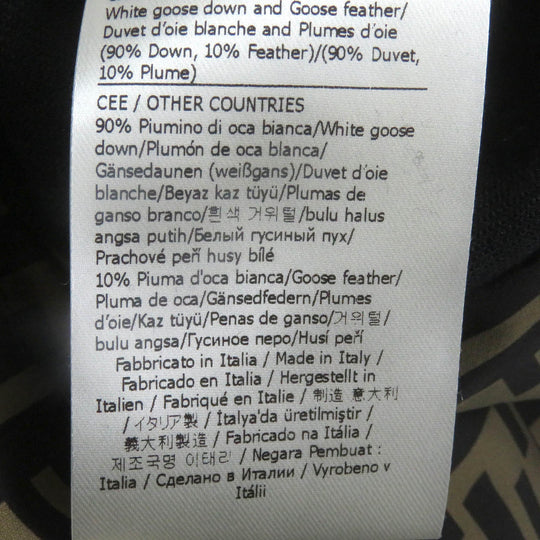 White goose down and Goose feather/
Duvet d'oie blanche and Plumes d'oie
(90% Down, 10% Feather)/(90% Duvet,
10% Plume)
CEE / OTHER COUNTRIES
90% Piumino di oca bianca/White goose
down/Plumón de oca blanca/
Gänsedaunen (weißgans)/Duvet d'oie
blanche/Beyaz kaz tüyü/Plumas de
ganso branco/흰색 거위털/bulu halus
angsa putih/Белый гусиный пух/
Prachové peří husy bílé
10% Piuma d'oca bianca/Goose feather/
Pluma de oca/Gänsedfedern/Plumes
d'oie/Kaz tüyü/Penas de ganso/거위털/
bulu angsa/Гусиное перо/Husí peří
Fabbricato in Italia / Made in Italy /
Fabricado en Italia / Hergestellt in
Italien / Fabriqué en Italie / 制造 意大利
/ イタリア製 / İtalya'da üretilmiştir /
義大利製造 / Fabricado na Itália /
제조국명 이태리 / Negara Pembuat :
Italia / Сделано в Италии / Vyrobeno v
Itálii